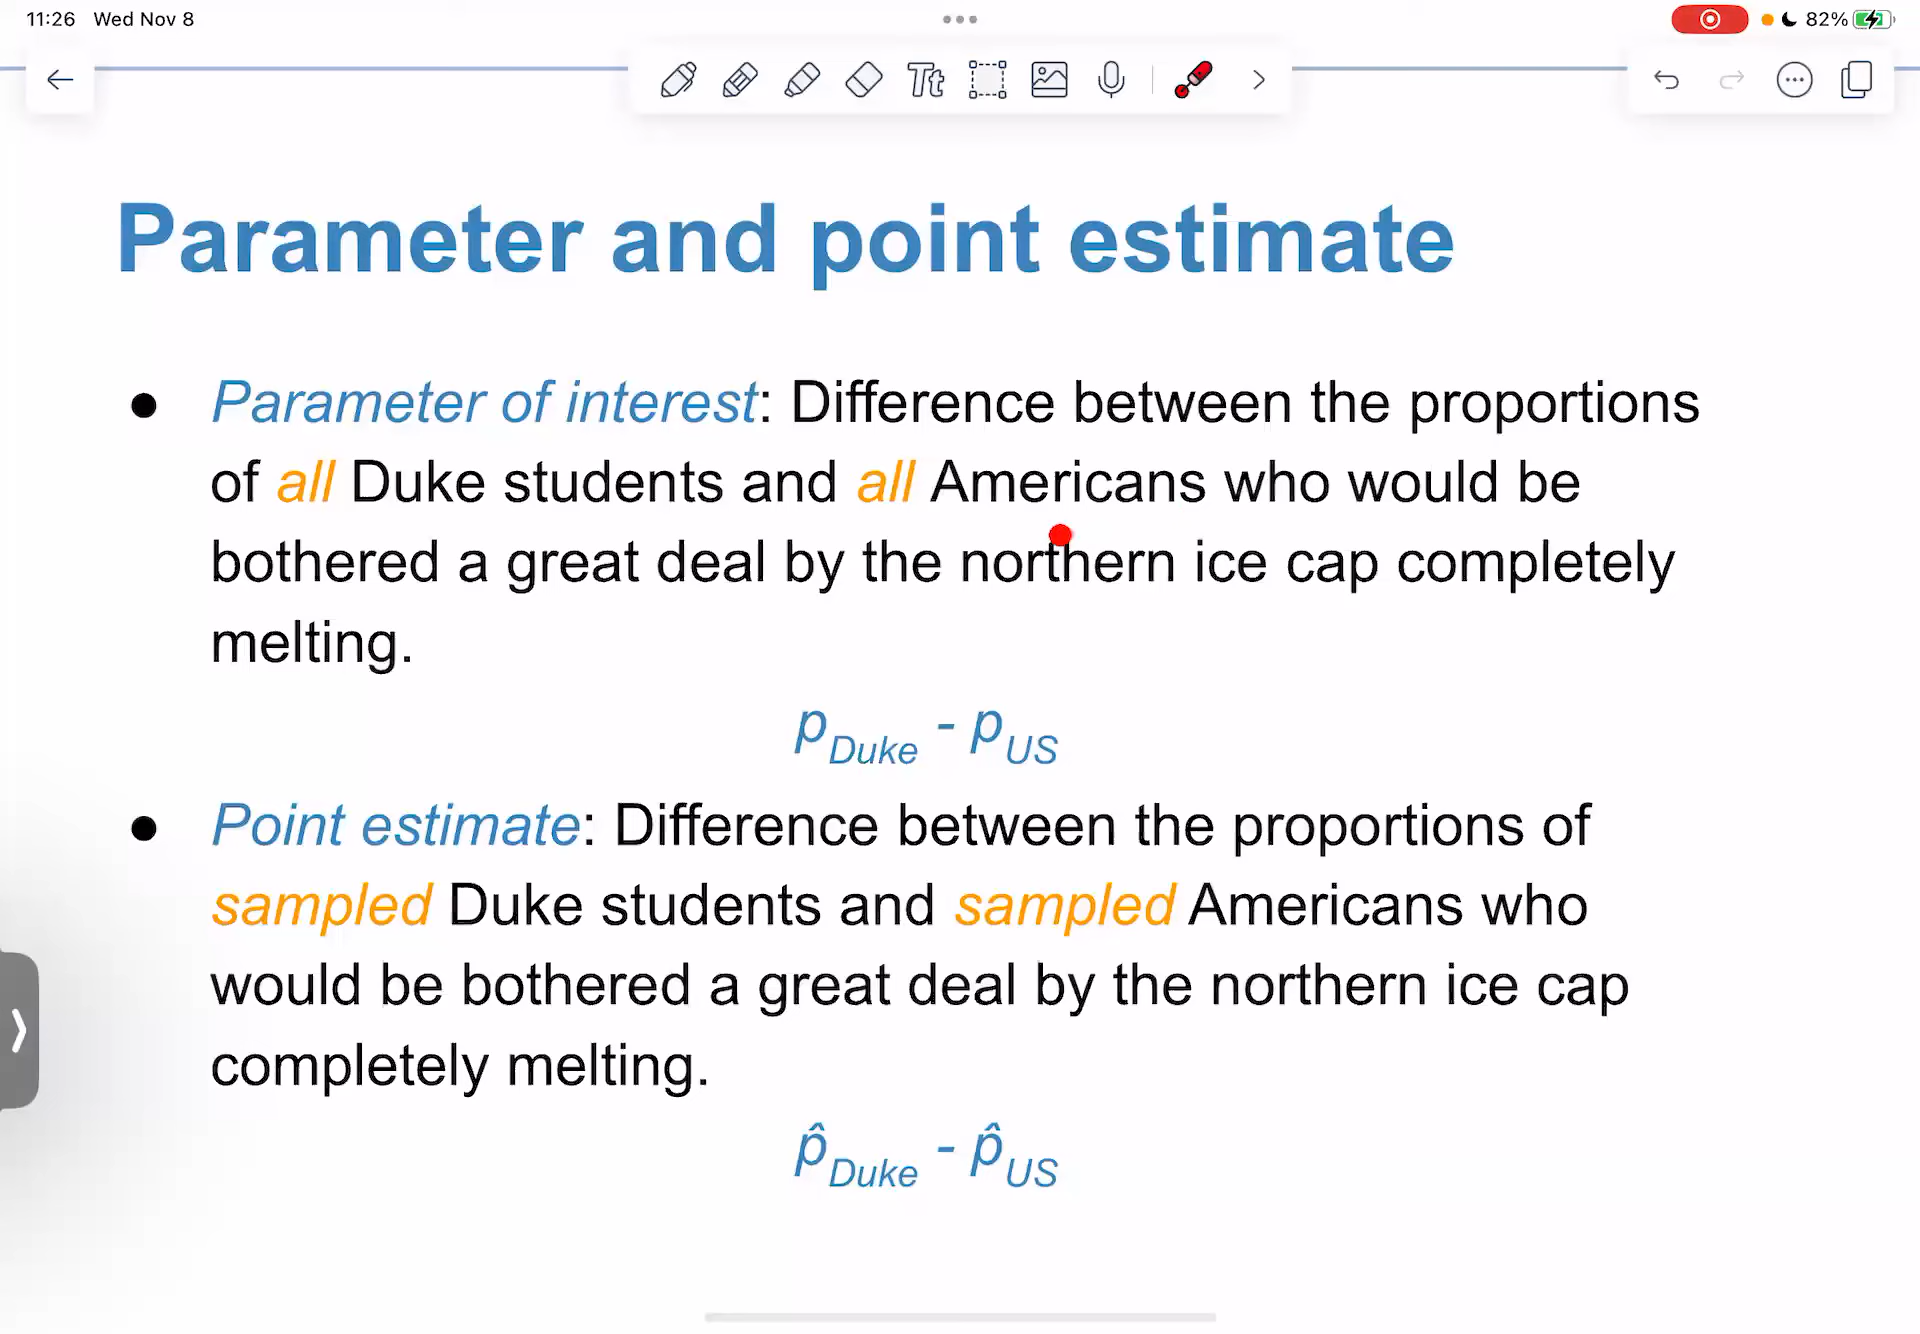 11:26 Wed Nov 8
82%
Tt
Parameter and point estimate
● Parameter of interest: Difference between the proportions
of all Duke students and all Americans who would be
bothered a great deal by the northern ice cap completely
melting.
p Duke - p US
● Point estimate: Difference between the proportions of
sampled Duke students and sampled Americans who
would be bothered a great deal by the northern ice cap
completely melting.
p̂ Duke - p̂ US